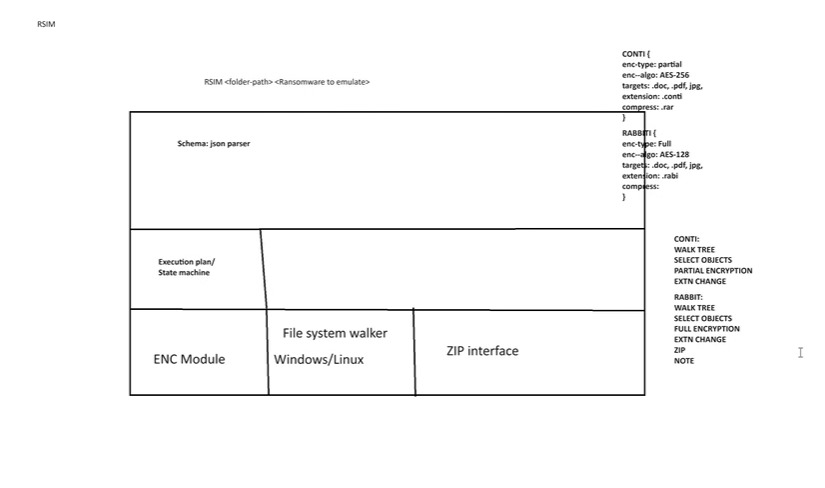 RSIM
RSIM <folder-path> <Ransomware to emulate>
CONTI {
enc-type: partial
enc--algo: AES-256
targets: .doc, .pdf, jpg,
extension: .conti
compress: .rar
}
RABBITI {
enc-type: Full
enc--algo: AES-128
targets: .doc, .pdf, jpg,
extension: .rabi
compress:
}
Schema: json parser
Execution plan/
State machine
CONTI:
WALK TREE
SELECT OBJECTS
PARTIAL ENCRYPTION
EXTN CHANGE
RABBIT:
WALK TREE
SELECT OBJECTS
FULL ENCRYPTION
EXTN CHANGE
ZIP
NOTE
ENC Module
File system walker
Windows/Linux
ZIP interface